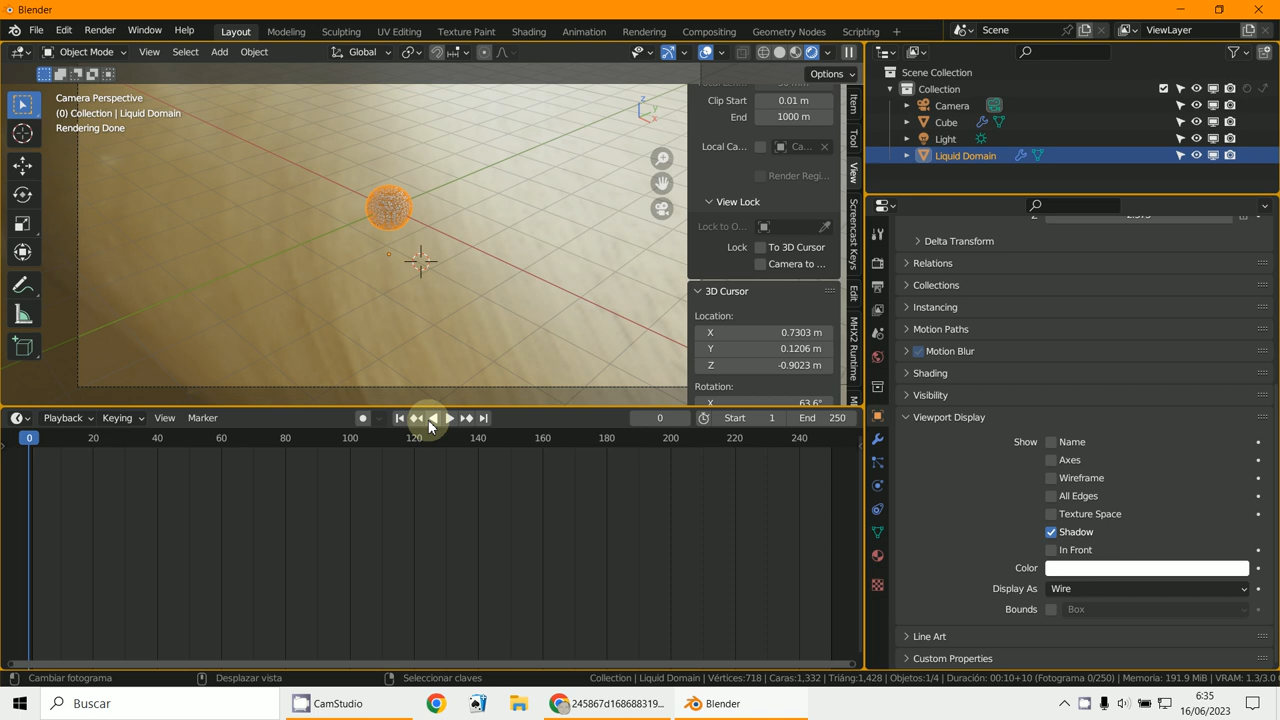 Blender
File Edit Render Window Help Layout Modeling Sculpting UV Editing Texture Paint Shading Animation Rendering Compositing Geometry Nodes Scripting + Scene ViewLayer
Object Mode View Select Add Object Global
Options
Camera Perspective
(0) Collection | Liquid Domain
Rendering Done
Z
Y
X
Clip Start 0.01 m
End 1000 m
Local Ca... Ca...
Render Regi...
View Lock
Lock to O...
Lock To 3D Cursor
Camera to ...
3D Cursor
Location:
X 0.7303 m
Y 0.1206 m
Z -0.9023 m
Rotation:
X 63.6°
Item
Tool
View
Screencast Keys
Edit
MHX2 Runtime
Scene Collection
Collection
Camera
Cube
Light
Liquid Domain
Delta Transform
Relations
Collections
Instancing
Motion Paths
Motion Blur
Shading
Visibility
Viewport Display
Show Name
Axes
Wireframe
All Edges
Texture Space
Shadow
In Front
Color
Display As Wire
Bounds Box
Line Art
Custom Properties
Playback Keying View Marker 0 Start 1 End 250
0 20 40 60 80 100 120 140 160 180 200 220 240
Cambiar fotograma Desplazar vista Seleccionar claves Collection | Liquid Domain | Vértices:718 | Caras:1,332 | Triáng:1,428 | Objetos:1/4 | Duración: 00:10+10 (Fotograma 0/250) | Memoria: 191.9 MiB | VRAM: 1.3/3.0
Buscar CamStudio 245867d168688319... Blender 6:35
16/06/2023